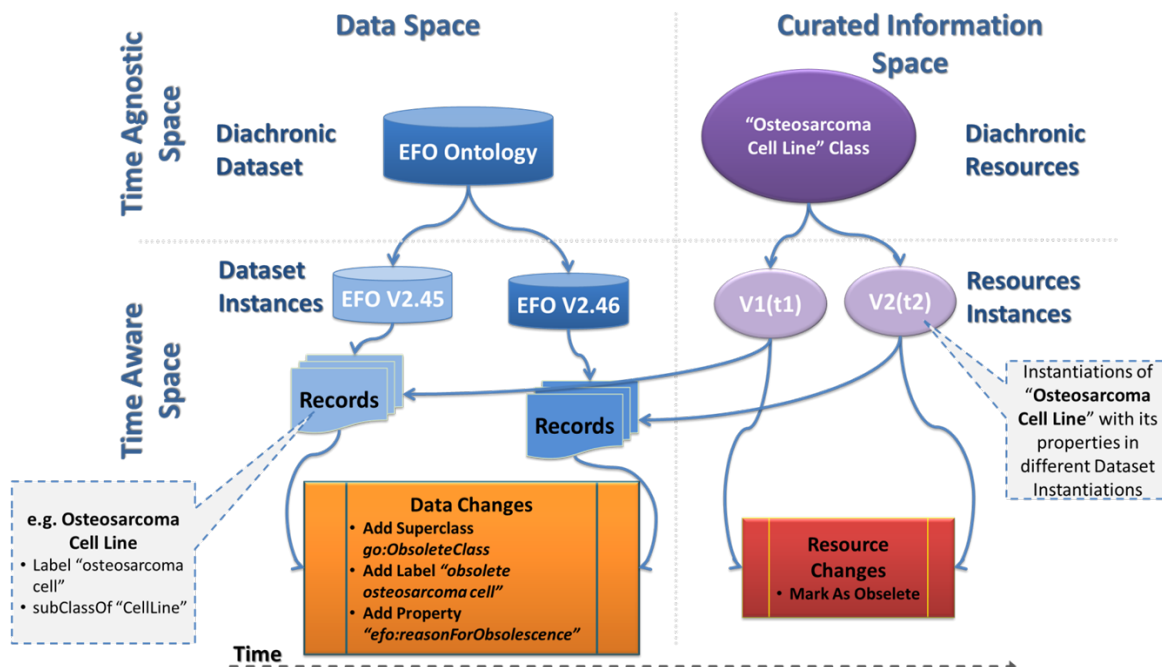 Data Space
Curated Information
Space
Time Agnostic
Space
Diachronic
Dataset
EFO Ontology
“Osteosarcoma
Cell Line” Class
Diachronic
Resources
Time Aware
Space
Dataset
Instances
EFO V2.45
EFO V2.46
V1(t1)
V2(t2)
Resources
Instances
Records
Records
Instantiations of
“Osteosarcoma
Cell Line” with its
properties in
different Dataset
Instantiations
e.g. Osteosarcoma
Cell Line
• Label “osteosarcoma
cell”
• subClassOf “CellLine”
Data Changes
• Add Superclass
go:ObsoleteClass
• Add Label “obsolete
osteosarcoma cell”
• Add Property
“efo:reasonForObsolescence”
Resource
Changes
• Mark As Obselete
Time